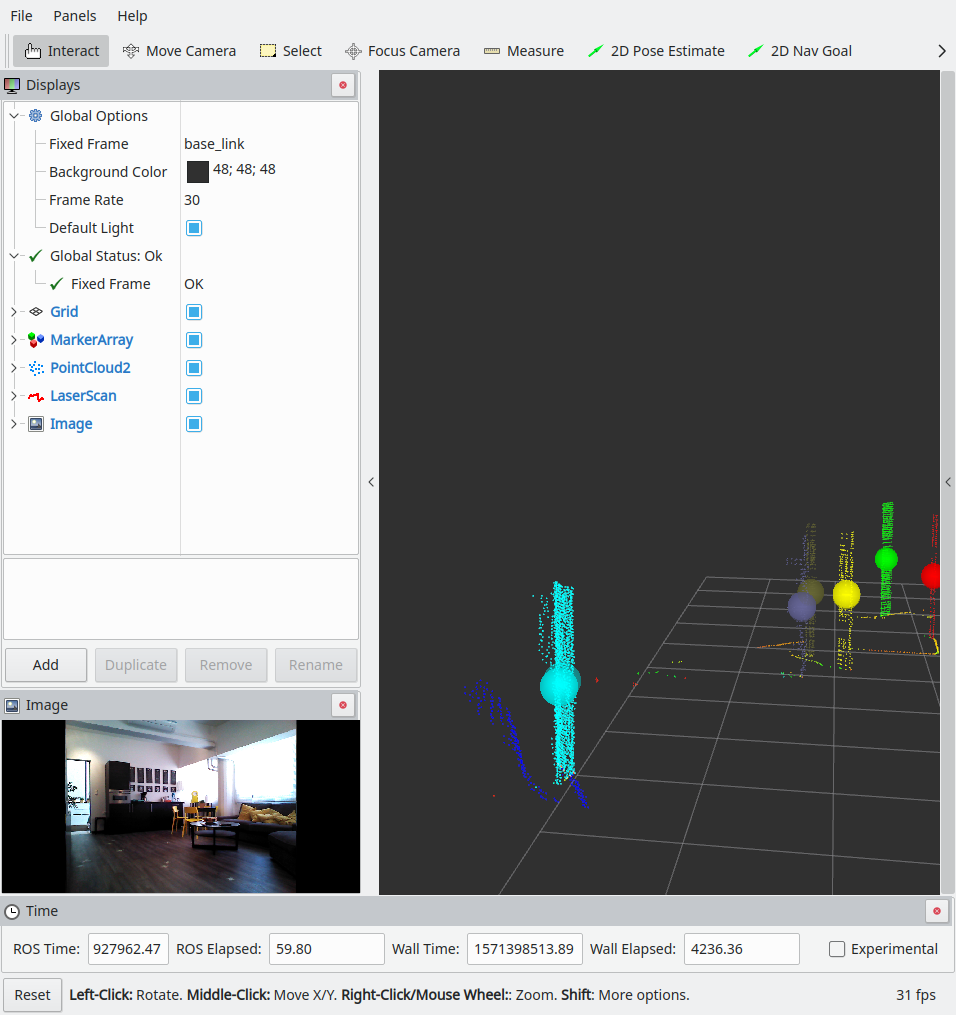 File Panels Help
Interact Move Camera Select Focus Camera Measure 2D Pose Estimate 2D Nav Goal
Displays
Global Options
Fixed Frame base_link
Background Color 48; 48; 48
Frame Rate 30
Default Light
Global Status: Ok
Fixed Frame OK
Grid
MarkerArray
PointCloud2
LaserScan
Image
Add Duplicate Remove Rename
Image
Time
ROS Time: 927962.47 ROS Elapsed: 59.80 Wall Time: 1571398513.89 Wall Elapsed: 4236.36 Experimental
Reset Left-Click: Rotate. Middle-Click: Move X/Y. Right-Click/Mouse Wheel:: Zoom. Shift: More options. 31 fps